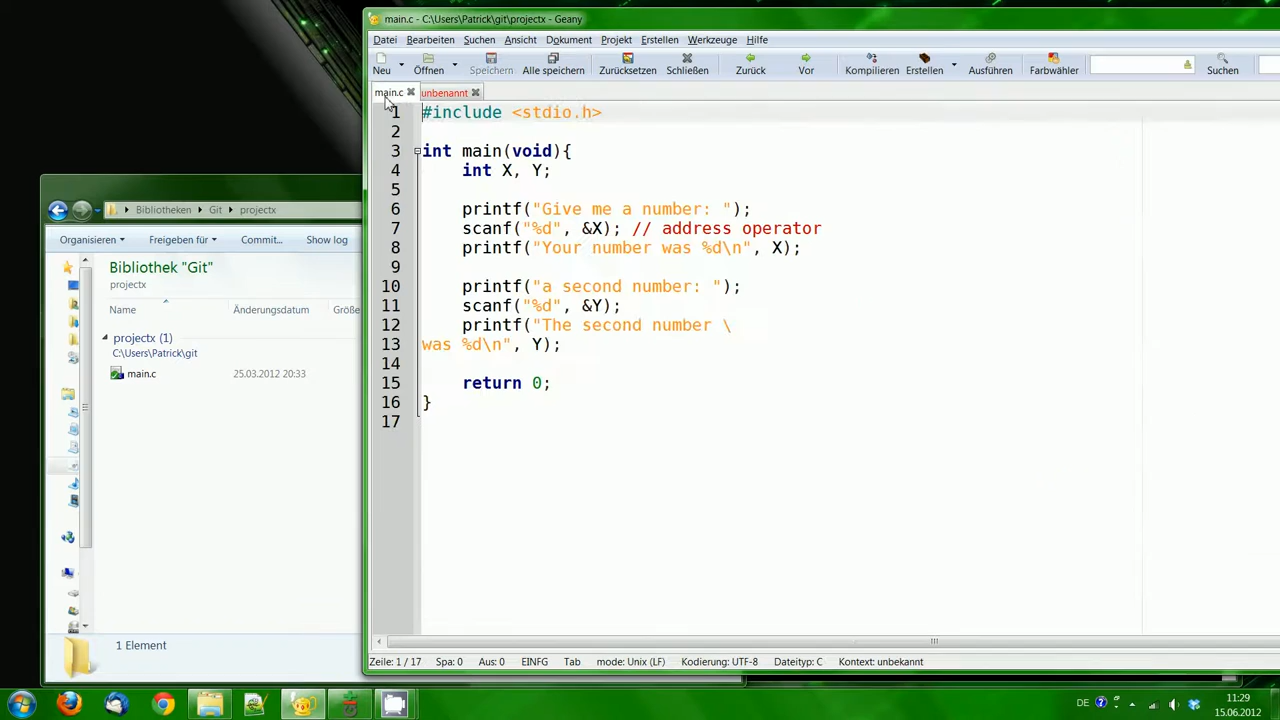 main.c - C:\Users\Patrick\git\projectx - Geany
Datei Bearbeiten Suchen Ansicht Dokument Projekt Erstellen Werkzeuge Hilfe
Neu Öffnen Speichern Alle speichern Zurücksetzen Schließen Zurück Vor Kompilieren Erstellen Ausführen Farbwähler Suchen
main.c unbenannt
1 #include <stdio.h>
2
3 int main(void){
4 int X, Y;
5
6 printf("Give me a number: ");
7 scanf("%d", &X); // address operator
8 printf("Your number was %d\n", X);
9
10 printf("a second number: ");
11 scanf("%d", &Y);
12 printf("The second number \
13 was %d\n", Y);
14
15 return 0;
16 }
17
Zeile: 1 / 17 Spa: 0 Aus: 0 EINFG Tab mode: Unix (LF) Kodierung: UTF-8 Dateityp: C Kontext: unbekannt
Bibliotheken Git projectx
Organisieren Freigeben für Commit... Show log
Bibliothek "Git"
projectx
Name Änderungsdatum Größe
projectx (1)
C:\Users\Patrick\git
main.c 25.03.2012 20:33
1 Element
DE 11:29
15.06.2012